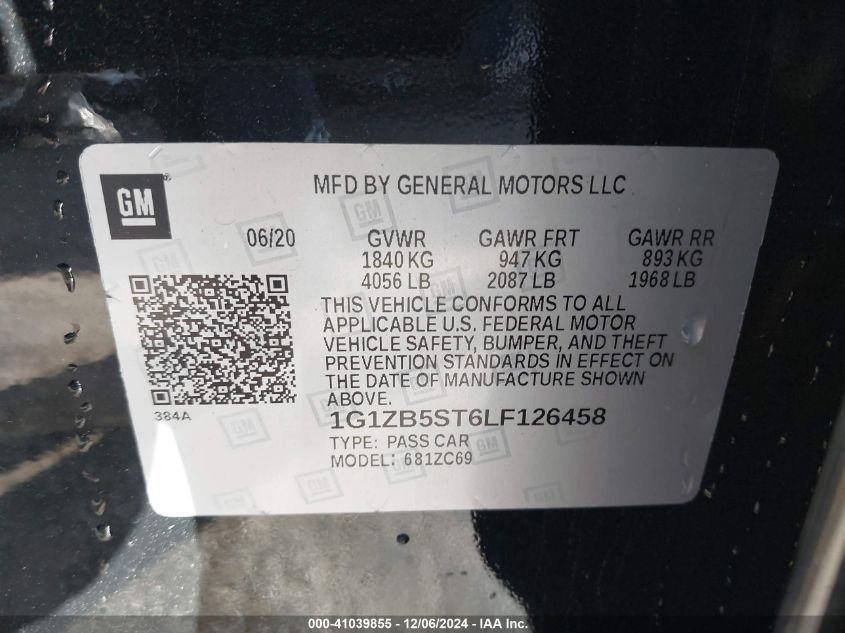 GM
MFD BY GENERAL MOTORS LLC
06/20 GVWR GAWR FRT GAWR RR
1840 KG 947 KG 893 KG
4056 LB 2087 LB 1968 LB
THIS VEHICLE CONFORMS TO ALL
APPLICABLE U.S. FEDERAL MOTOR
VEHICLE SAFETY, BUMPER, AND THEFT
PREVENTION STANDARDS IN EFFECT ON
THE DATE OF MANUFACTURE SHOWN
ABOVE.
384A
1G1ZB5ST6LF126458
TYPE: PASS CAR
MODEL: 681ZC69
000--41039855 - 12/06/2024 - IAA Inc.